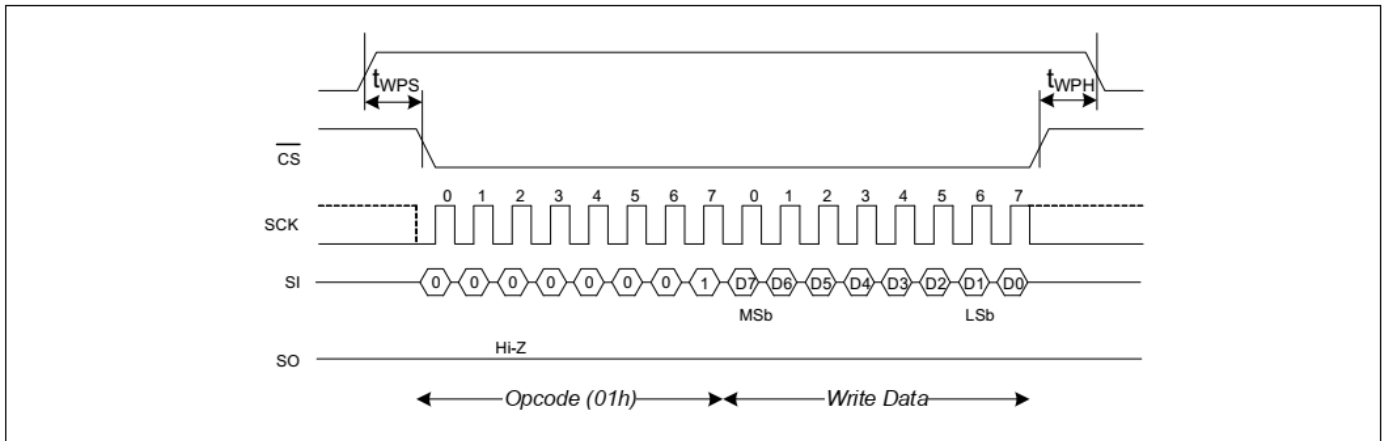 tWPS tWPH
CS
0 1 2 3 4 5 6 7 0 1 2 3 4 5 6 7
SCK
SI 0 0 0 0 0 0 0 1 D7 D6 D5 D4 D3 D2 D1 D0
MSb LSb
Hi-Z
SO
Opcode (01h) Write Data